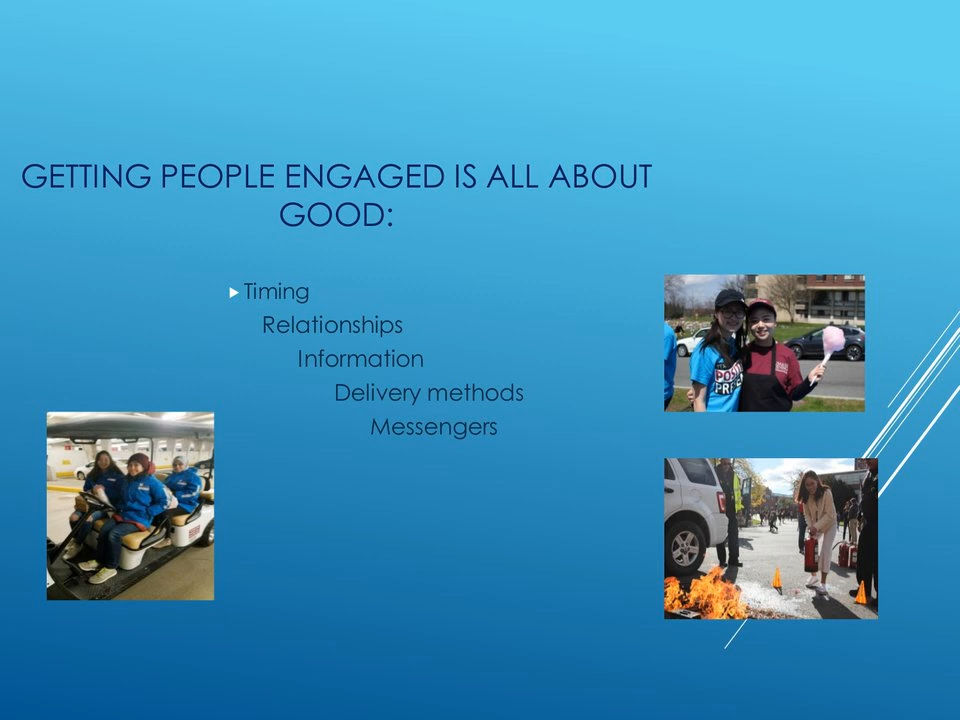 GETTING PEOPLE ENGAGED IS ALL ABOUT
GOOD:
Timing
Relationships
Information
Delivery methods
Messengers